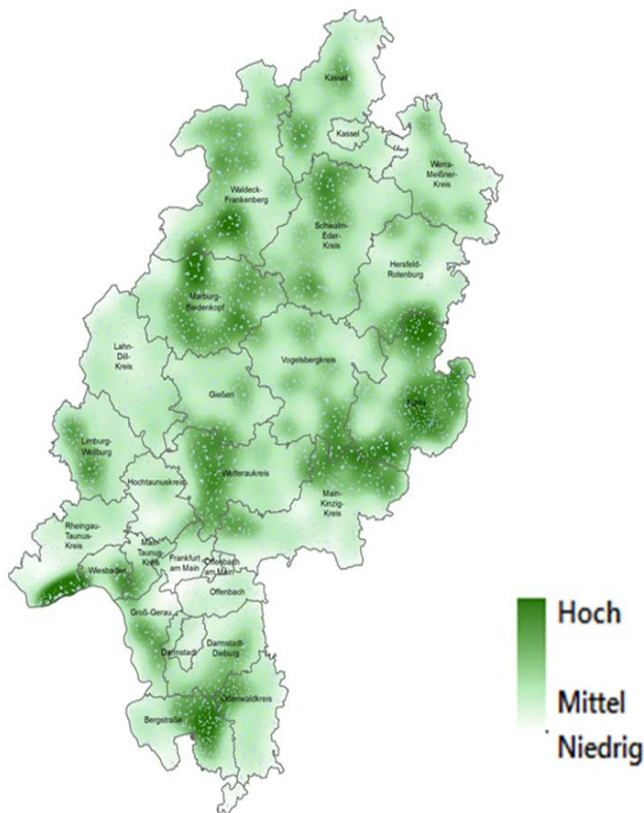 Kassel
Kassel
Werra-
Meißner-
Kreis
Waldeck-
Frankenberg
Schwalm-
Eder-
Kreis
Hersfeld-
Rotenburg
Marburg-
Biedenkopf
Lahn-
Dill-
Kreis
Vogelsbergkreis
Gießen
Fulda
Limburg-
Weilburg
Wetteraukreis
Hochtaunuskreis
Main-
Kinzig-
Kreis
Rheingau-
Taunus-
Kreis
Main-
Taunus-
Kreis
Wiesbaden
Frankfurt
am Main
Offenbach
am Main
Offenbach
Groß-Gerau
Darmstadt
Darmstadt-
Dieburg
Odenwaldkreis
Bergstraße
Hoch
Mittel
Niedrig